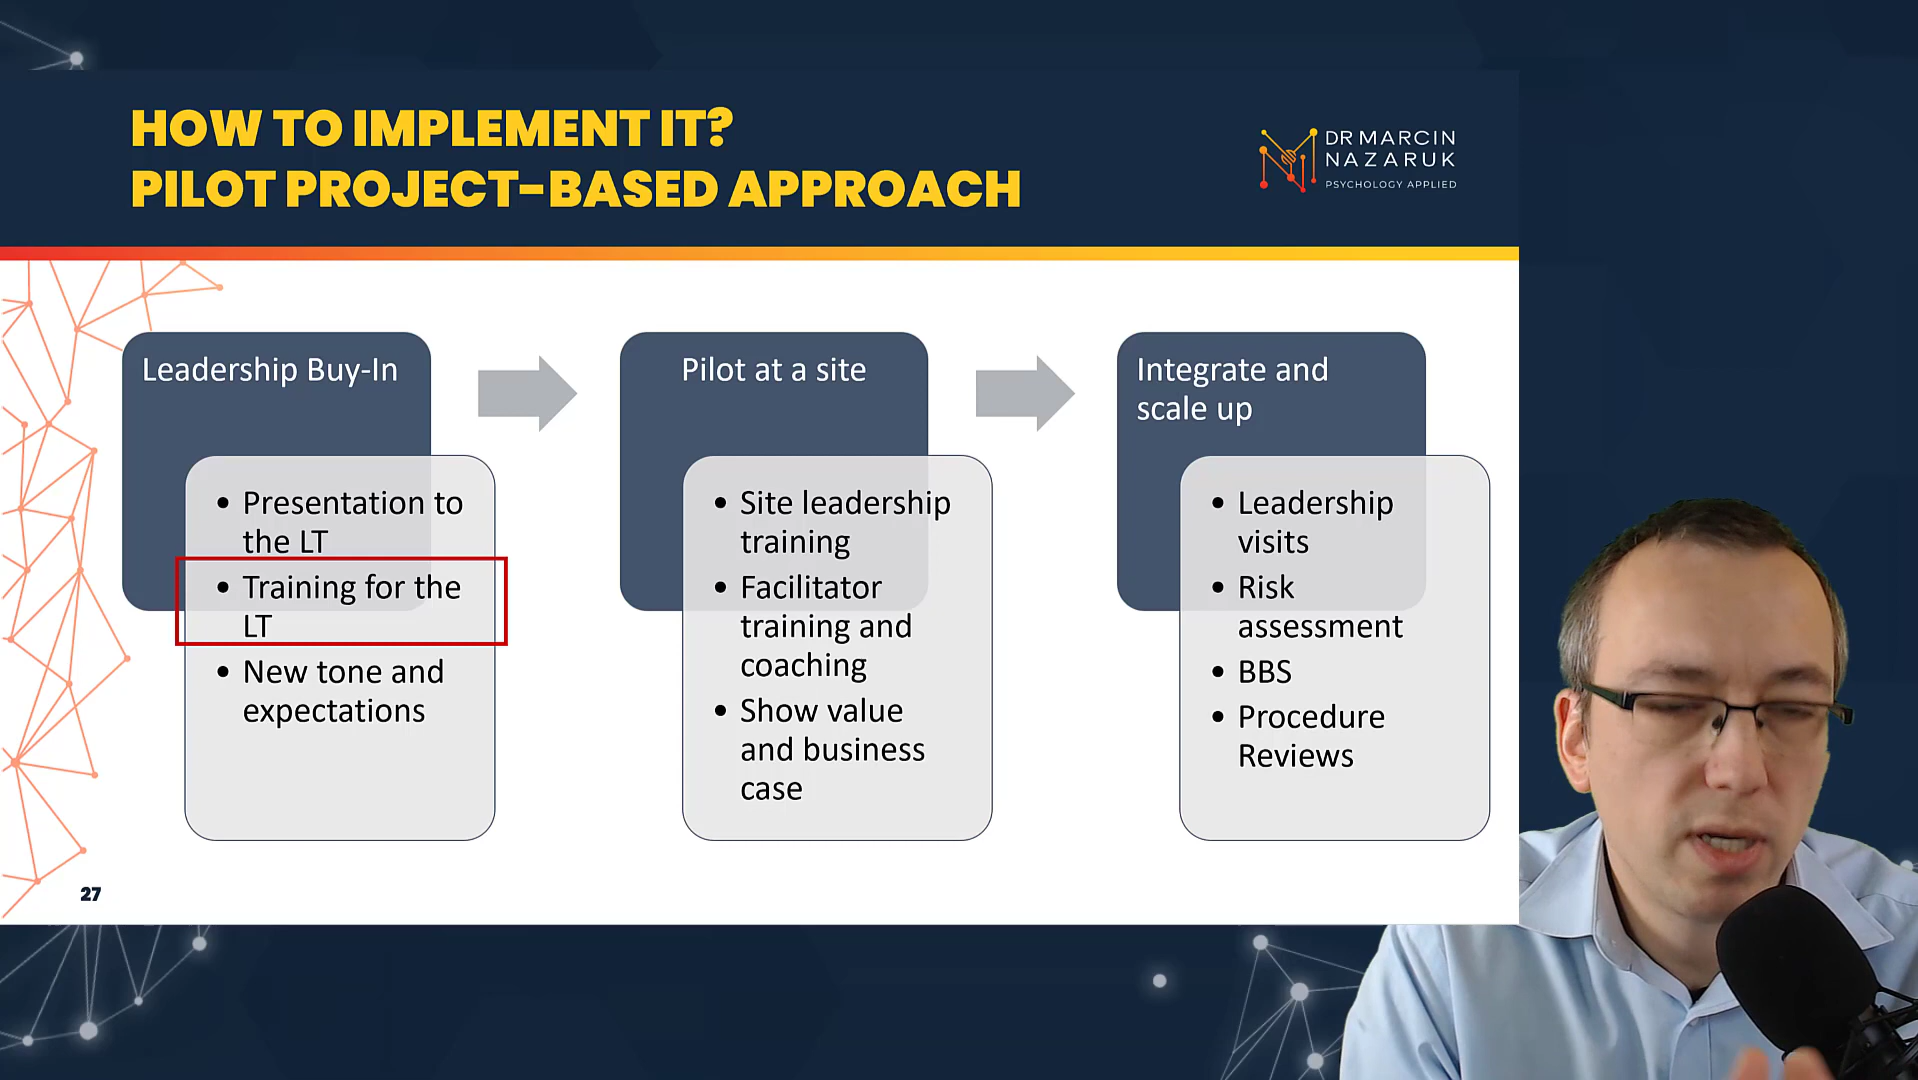 HOW TO IMPLEMENT IT?
PILOT PROJECT-BASED APPROACH
DR MARCIN
NAZARUK
PSYCHOLOGY APPLIED
Leadership Buy-In
• Presentation to
the LT
• Training for the
LT
• New tone and
expectations
Pilot at a site
• Site leadership
training
• Facilitator
training and
coaching
• Show value
and business
case
Integrate and
scale up
• Leadership
visits
• Risk
assessment
• BBS
• Procedure
Reviews
27